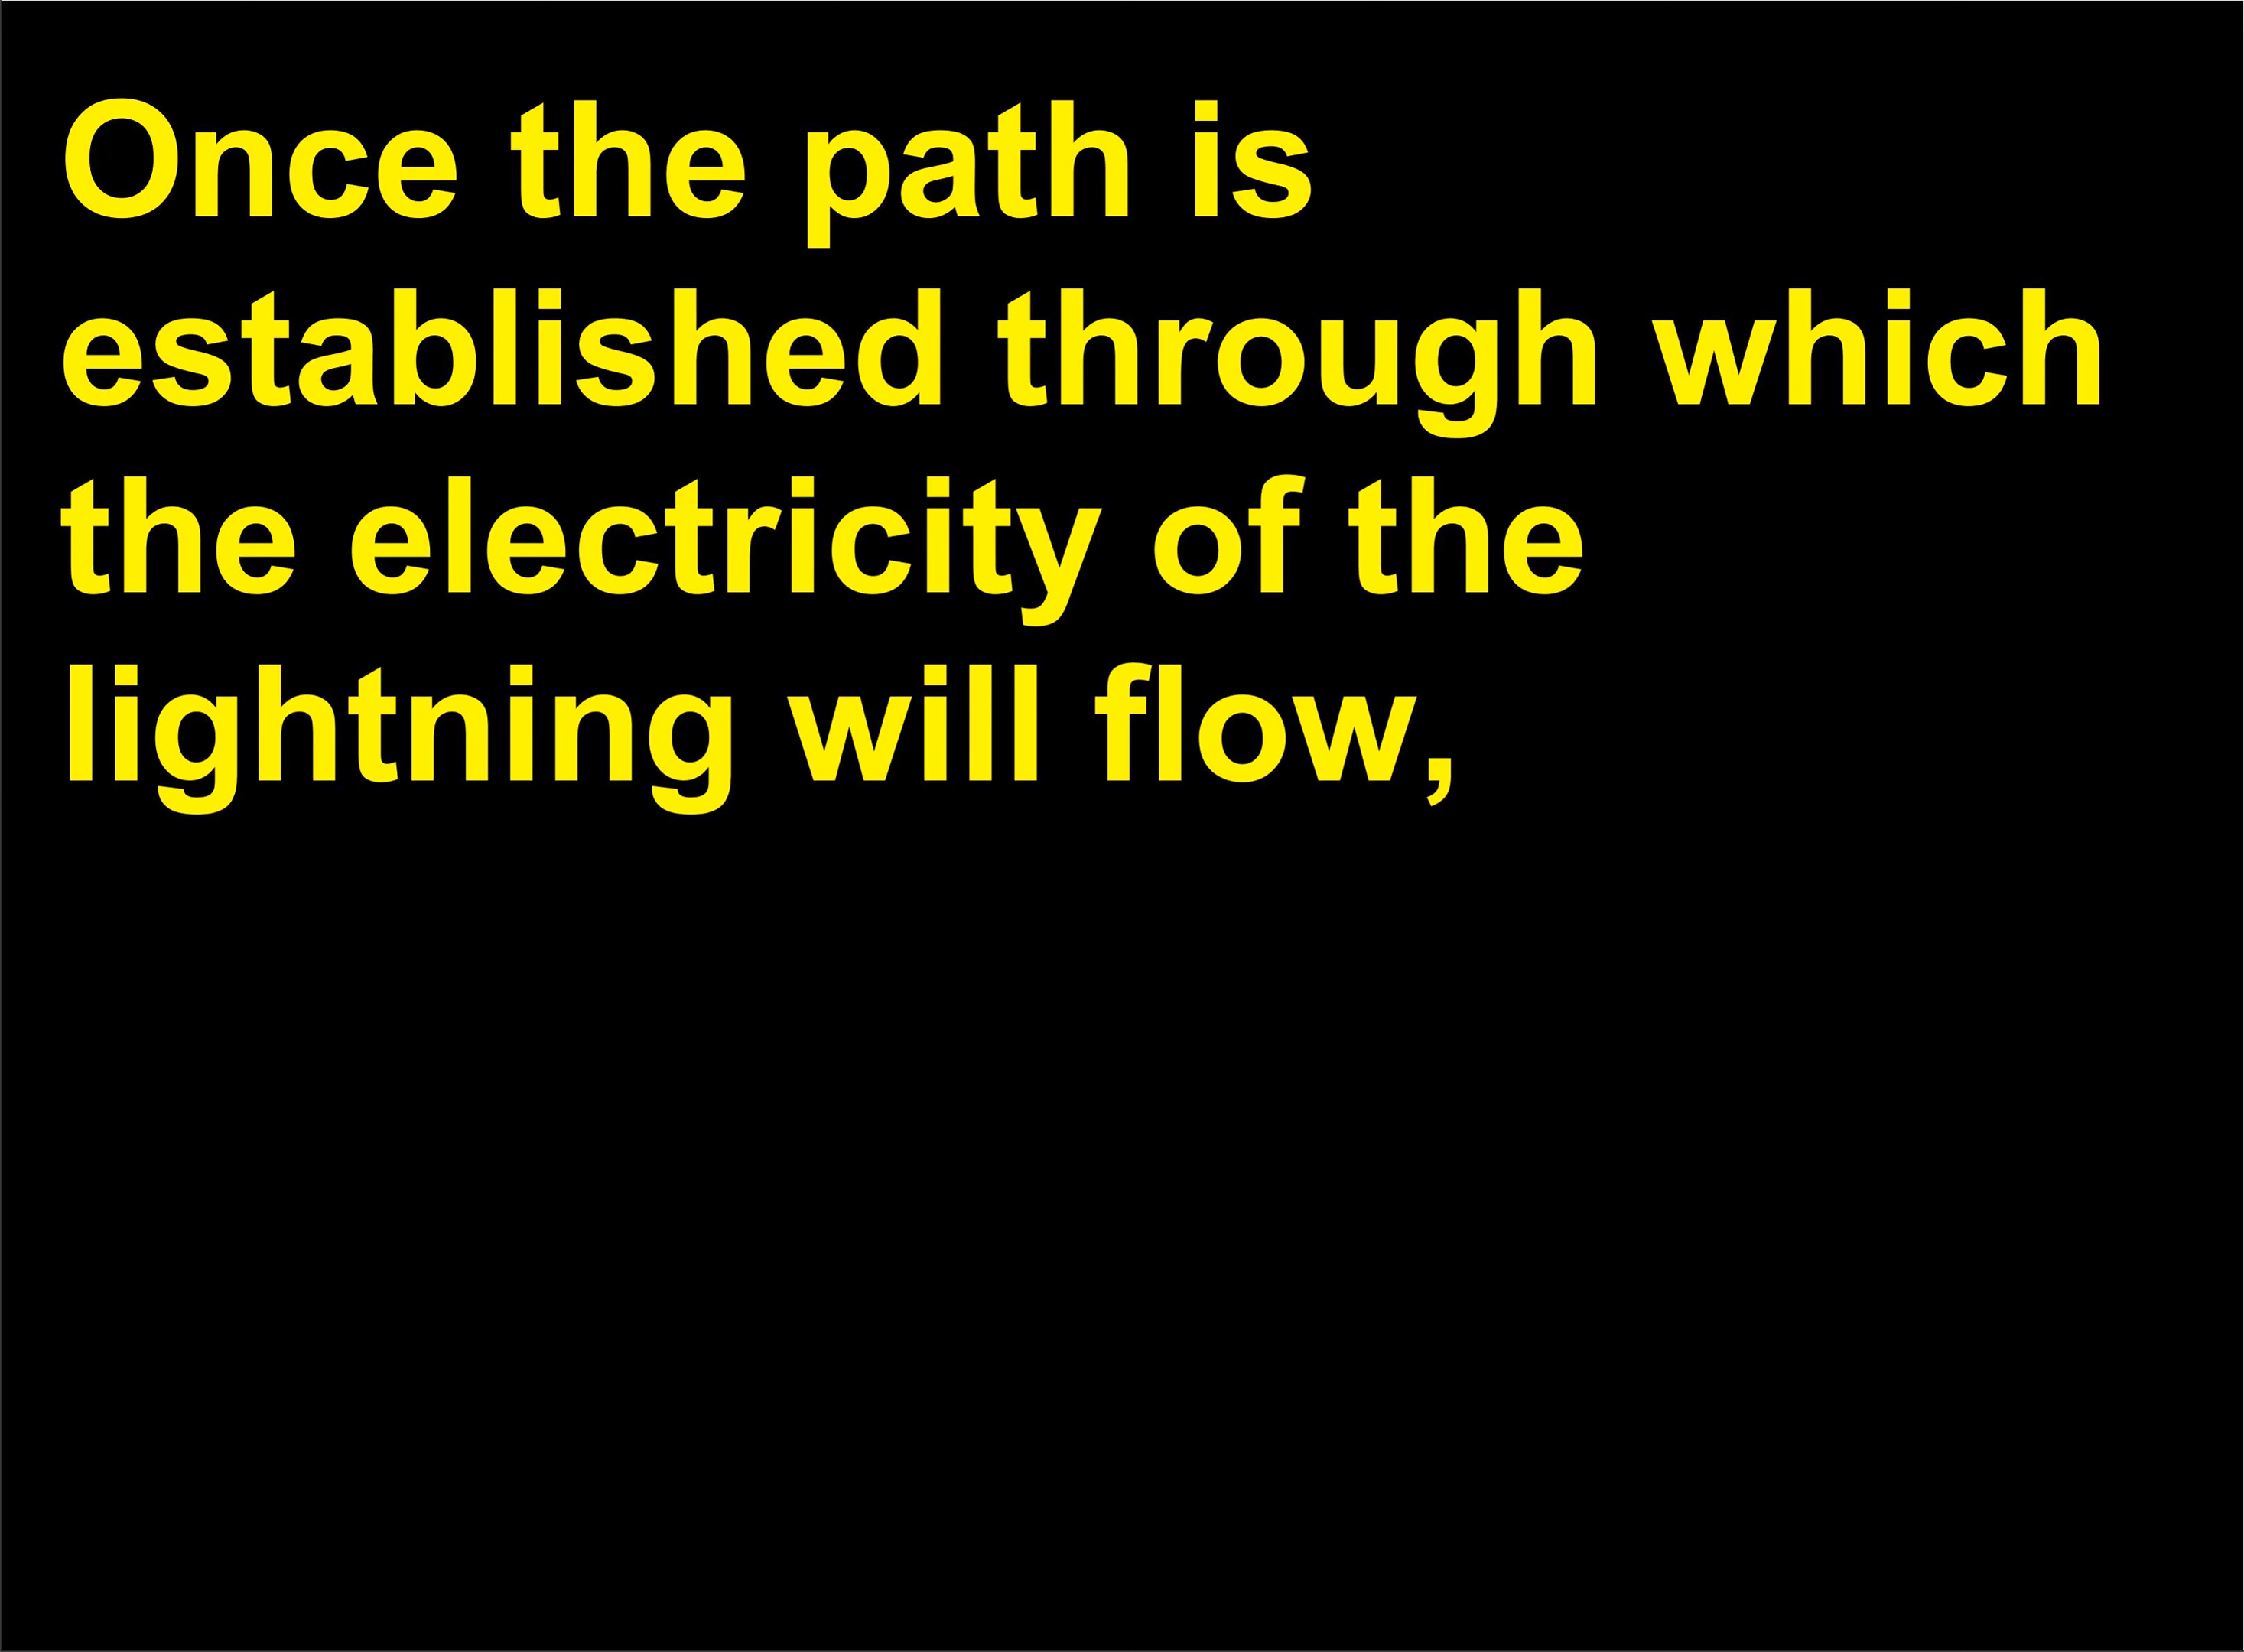 Once the path is
established through which
the electricity of the
lightning will flow,